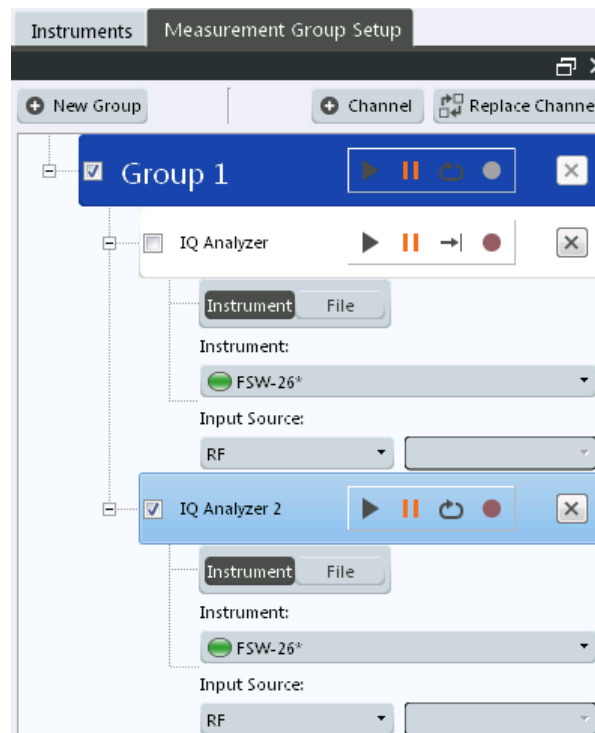 Instruments Measurement Group Setup
New Group Channel Replace Channe
Group 1
IQ Analyzer
Instrument File
Instrument:
FSW-26*
Input Source:
RF
IQ Analyzer 2
Instrument File
Instrument:
FSW-26*
Input Source:
RF